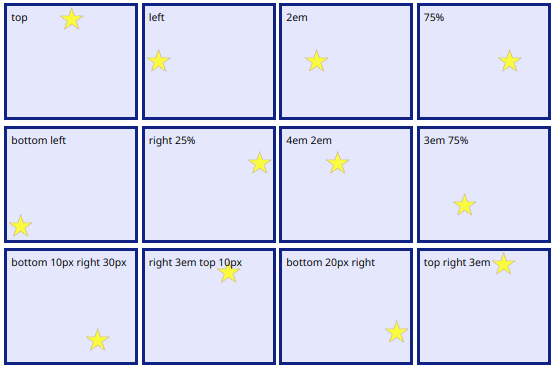 top
left
2em
75%
bottom left
right 25%
4em 2em
3em 75%
bottom 10px right 30px
right 3em top 10px
bottom 20px right
top right 3em